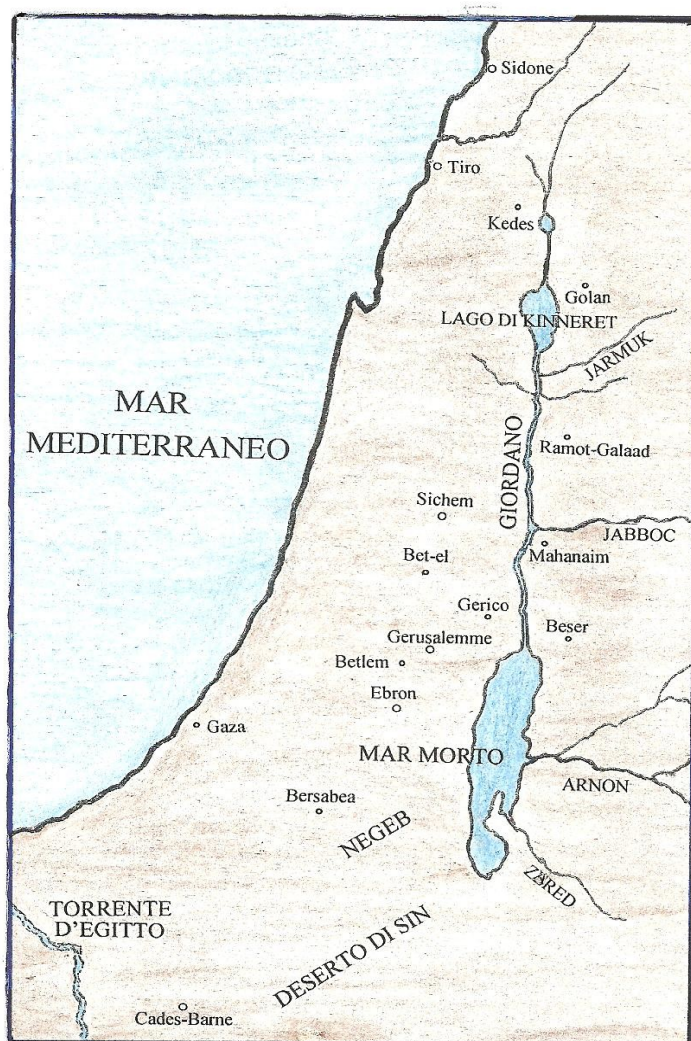 Sidone
Tiro
Kedes
Golan
LAGO DI KINNERET
JARMUK
MAR
MEDITERRANEO
GIORDANO
Ramot-Galaad
Sichem
JABBOC
Mahanaim
Bet-el
Gerico
Beser
Gerusalemme
Betlem
Ebron
Gaza
MAR MORTO
ARNON
Bersabea
NEGEB
ZARED
TORRENTE
D'EGITTO
DESERTO DI SIN
Cades-Barne